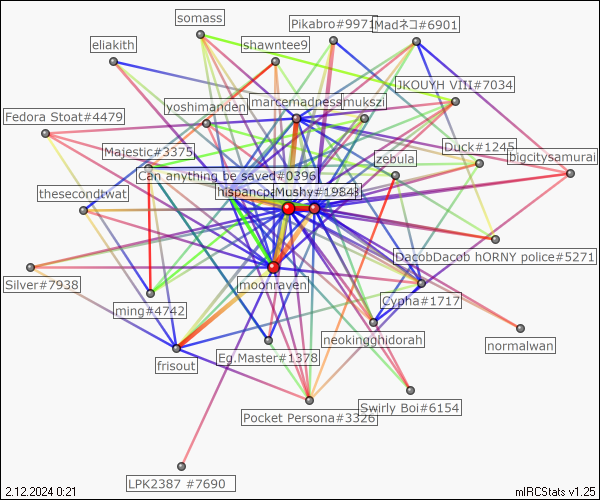 somass
Pikabro#9971
Madネコ#6901
eliakith
shawntee9
JKOUYH VIII#7034
yoshimanden
marcemadness
mukszi
Fedora Stoat#4479
Majestic#3375
Duck#1245
zebula
bigcitysamurai
Can anything be saved#0396
thesecondtwat
hispancpa
Mushy#1984
DacobDacob hORNY police#5271
moonraven
Silver#7938
Cypha#1717
ming#4742
neokingghidorah
normalwan
Eg.Master#1378
frisout
Pocket Persona#3326
Swirly Boi#6154
LPK2387 #7690
2.12.2024 0:21
mIRCStats v1.25